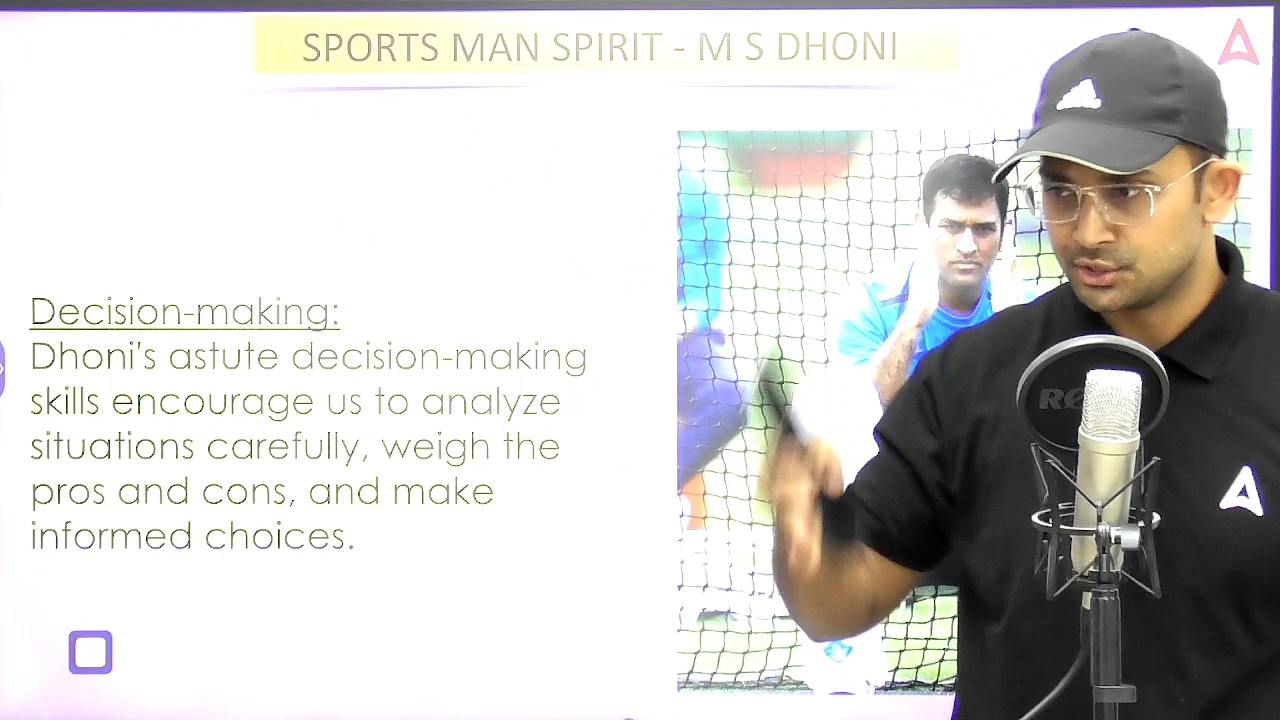 SPORTS MAN SPIRIT - M S DHONI
Decision-making:
Dhoni's astute decision-making
skills encourage us to analyze
situations carefully, weigh the
pros and cons, and make
informed choices.